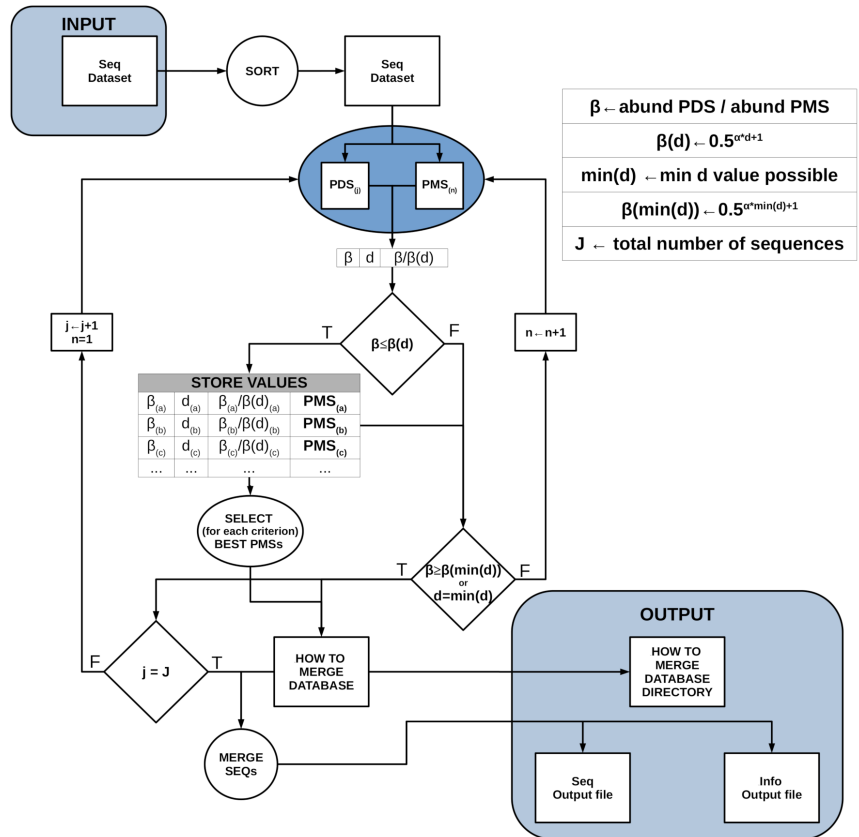 INPUT
Seq
Dataset
SORT
Seq
Dataset
β←abund PDS / abund PMS
β(d)←0.5^α*d+1
min(d) ←min d value possible
β(min(d))←0.5^α*min(d)+1
J ← total number of sequences
PDS(j)
PMS(n)
β d β/β(d)
j←j+1
n=1
n←n+1
T
F
β≤β(d)
STORE VALUES
β(a) d(a) β(a)/β(d)(a) PMS(a)
β(b) d(b) β(b)/β(d)(b) PMS(b)
β(c) d(c) β(c)/β(d)(c) PMS(c)
... ... ... ...
SELECT
(for each criterion)
BEST PMSs
T
β≥β(min(d))
or
d=min(d)
F
F
j = J
T
HOW TO
MERGE
DATABASE
OUTPUT
HOW TO
MERGE
DATABASE
DIRECTORY
MERGE
SEQs
Seq
Output file
Info
Output file